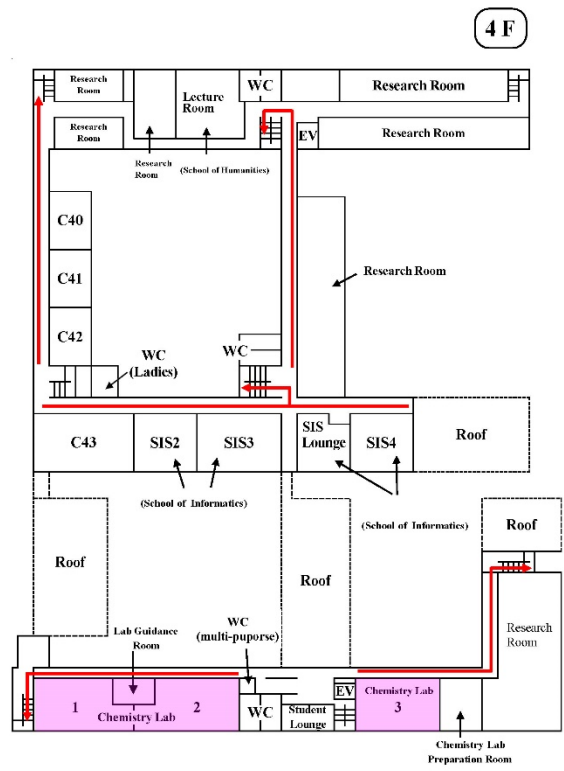 4 F
Research
Room
Lecture
Room
WC
Research Room
Research
Room
EV
Research Room
Research
Room
(School of Humanities)
C40
C41
Research Room
C42
WC
WC
(Ladies)
C43
SIS2
SIS3
SIS
Lounge
SIS4
Roof
(School of Informatics)
(School of Informatics)
Roof
Roof
Roof
Lab Guidance
Room
WC
(multi-puporse)
Research
Room
1
Chemistry Lab
2
WC
Student
Lounge
EV
Chemistry Lab
3
Chemistry Lab
Preparation Room